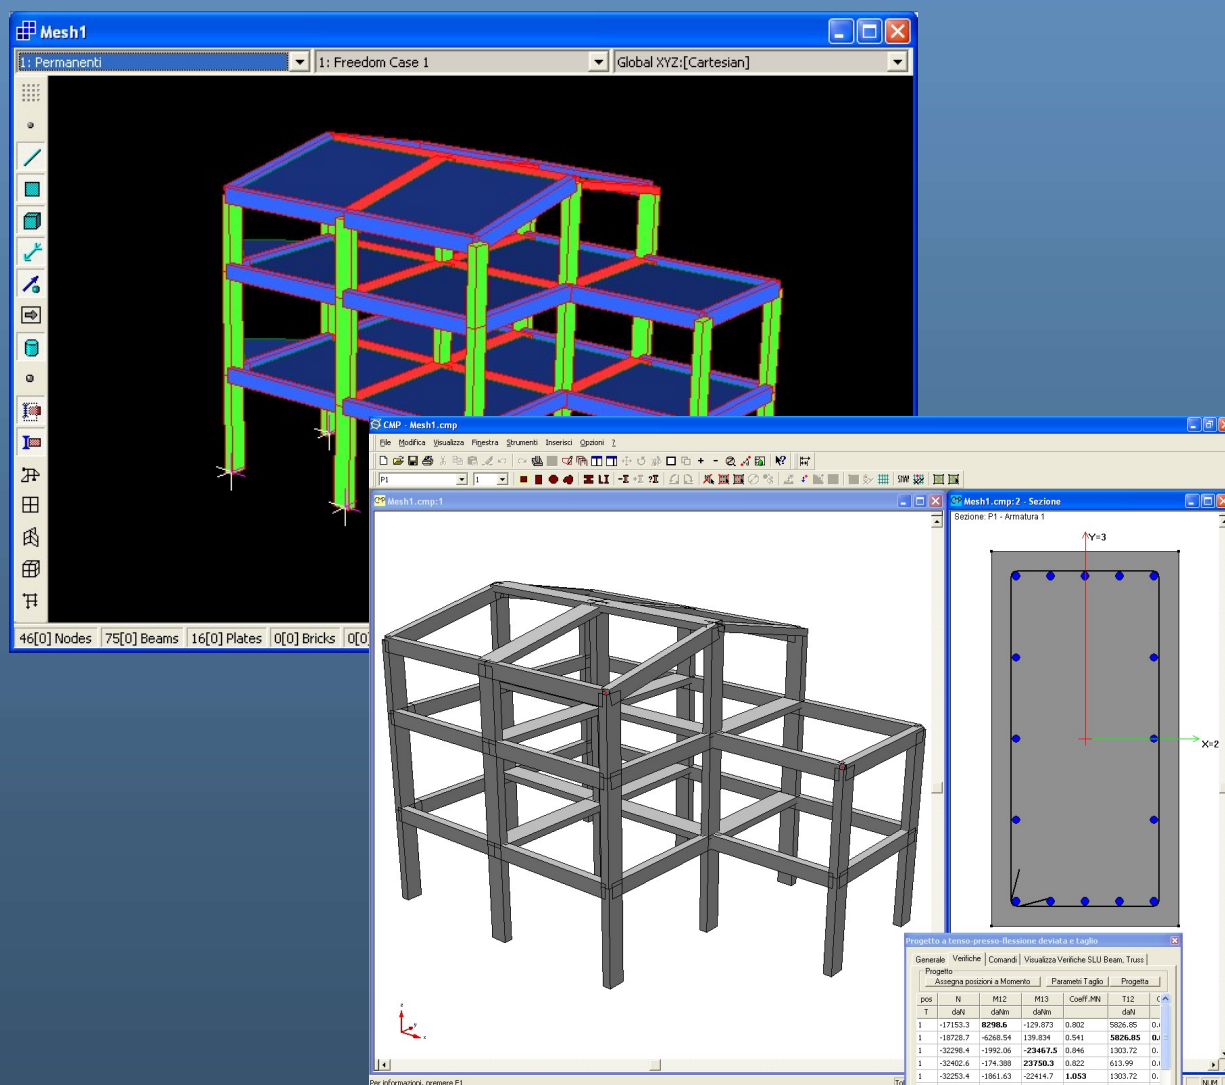 Mesh1
1: Permanenti
1: Freedom Case 1
Global XYZ:[Cartesian]
46[0] Nodes 75[0] Beams 16[0] Plates 0[0] Bricks 0[0]
CMP - Mesh1.cmp
File Modifica Visualizza Finestra Strumenti Inserisci Opzioni ?
P1 1
Mesh1.cmp:1
Mesh1.cmp:2 - Sezione
Sezione: P1 - Armatura 1
Y=3
X=2
Progetto a tenso-presso-flessione deviata e taglio
Generale Verifiche Comandi Visualizza Verifiche SLU Beam, Truss
Progetto
Assegna posizioni a Momento Parametri Taglio Progetta
pos N M12 M13 Coeff.MN T12
T daN daNm daNm daN
1 -17153.3 8298.6 -129.873 0.802 5826.85
1 -18728.7 -6268.54 139.834 0.541 5826.85
1 -32298.4 -1992.06 -23467.5 0.846 1303.72
1 -32402.6 -174.388 23750.3 0.822 613.99
1 -32253.4 -1861.63 -22414.7 1.053 1303.72
Per informazioni, premere F1
NUM